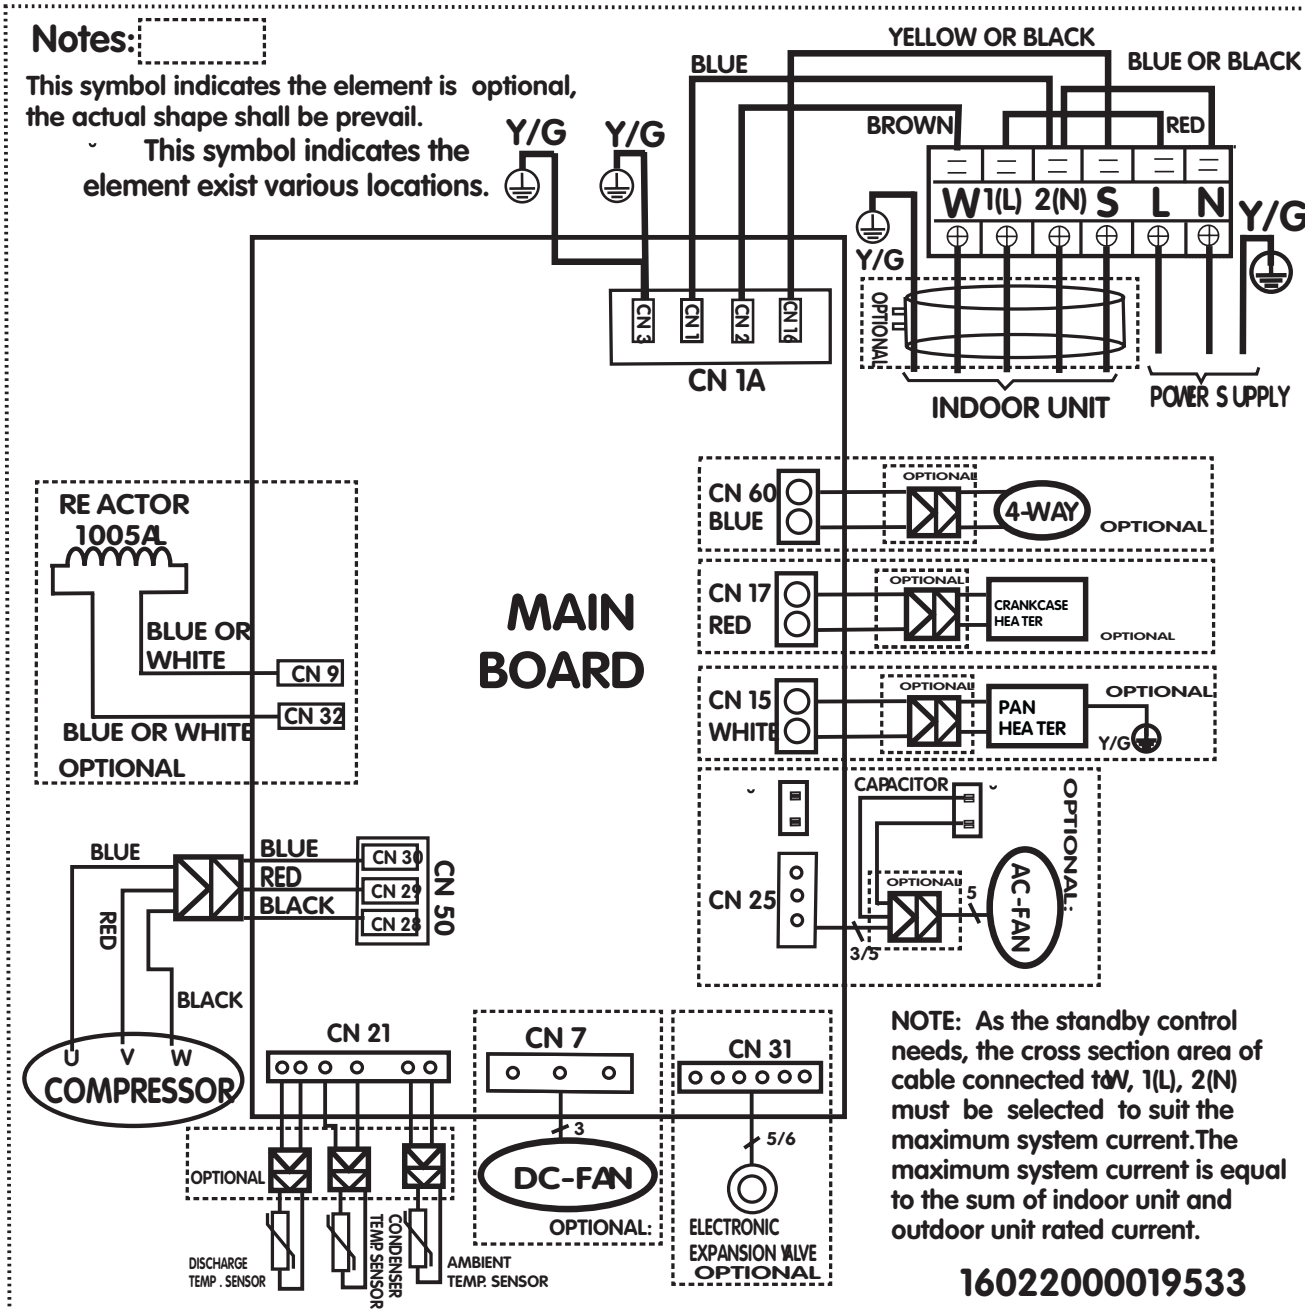 Notes:
This symbol indicates the element is optional,
the actual shape shall be prevail.
This symbol indicates the
element exist various locations.
Y/G
Y/G
BLUE
YELLOW OR BLACK
BLUE OR BLACK
BROWN
RED
W 1(L) 2(N) S L N
Y/G
Y/G
OPTIONAL
INDOOR UNIT
POWER SUPPLY
CN 3
CN 1
CN 2
CN 16
CN 1A
REACTOR
1005AL
BLUE OR
WHITE
CN 9
CN 32
BLUE OR WHITE
OPTIONAL
MAIN
BOARD
CN 60
BLUE
OPTIONAL
4-WAY
OPTIONAL
CN 17
RED
OPTIONAL
CRANKCASE
HEATER
OPTIONAL
CN 15
WHITE
OPTIONAL
PAN
HEATER
OPTIONAL
Y/G
CAPACITOR
OPTIONAL:
CN 25
OPTIONAL
3/5
5
AC-FAN
BLUE
RED
BLACK
BLUE
RED
BLACK
CN 30
CN 29
CN 28
CN 50
U V W
COMPRESSOR
CN 21
OPTIONAL
DISCHARGE
TEMP. SENSOR
CONDENSER
TEMP. SENSOR
AMBIENT
TEMP. SENSOR
CN 7
3
DC-FAN
OPTIONAL:
CN 31
5/6
ELECTRONIC
EXPANSION VALVE
OPTIONAL
NOTE: As the standby control
needs, the cross section area of
cable connected to W, 1(L), 2(N)
must be selected to suit the
maximum system current.The
maximum system current is equal
to the sum of indoor unit and
outdoor unit rated current.
16022000019533